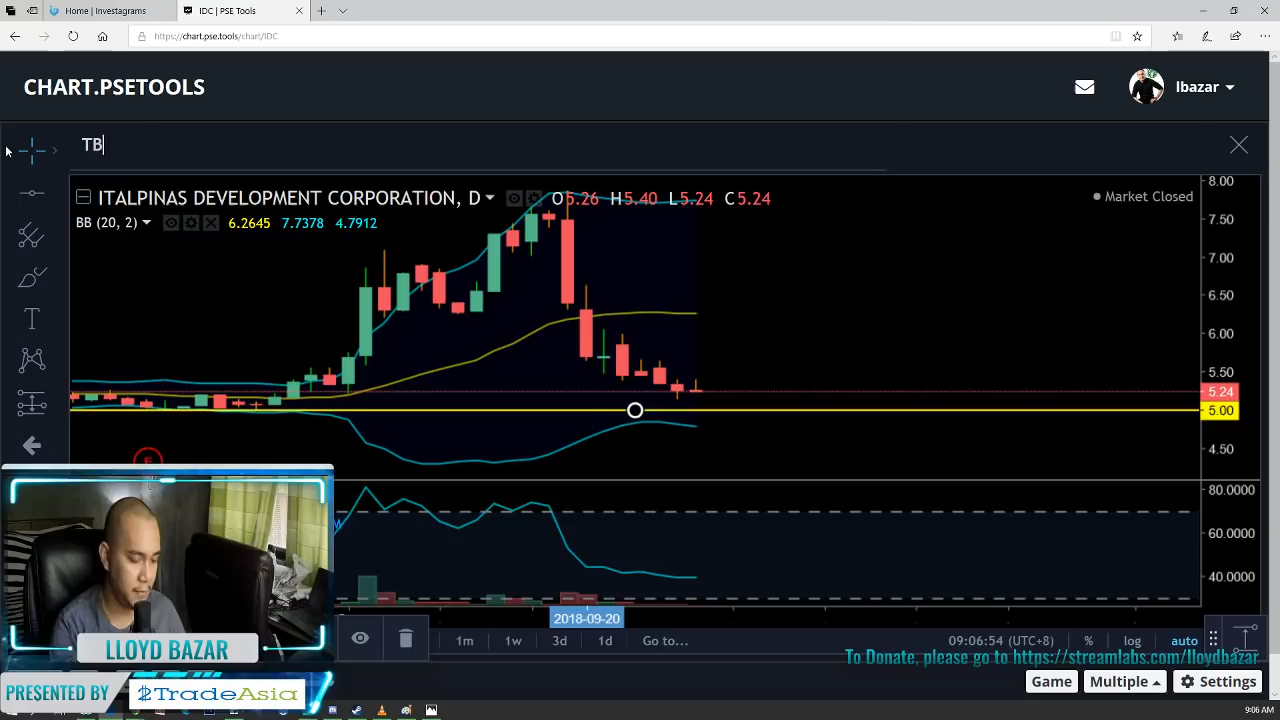 Home | Investagrams
IDC | PSE Tools
https://chart.pse.tools/chart/IDC
CHART.PSETOOLS
lbazar
TB
ITALPINAS DEVELOPMENT CORPORATION, D
O5.26 H5.40 L5.24 C5.24
Market Closed
BB (20, 2)
6.2645 7.7378 4.7912
8.00
7.50
7.00
6.50
6.00
5.50
5.24
5.00
4.50
E
80.0000
60.0000
40.0000
2018-09-20
1m 1w 3d 1d Go to...
09:06:54 (UTC+8) % log auto
LLOYD BAZAR
To Donate, please go to https://streamlabs.com/lloydbazar
PRESENTED BY
TradeAsia
Game Multiple Settings
9:06 AM